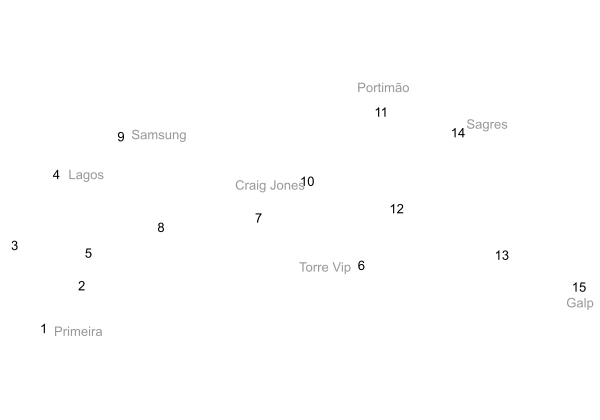 Portimão
11
14 Sagres
9 Samsung
4 Lagos
Craig Jones 10
12
7
8
3
5
13
Torre Vip 6
2
15
Galp
1 Primeira